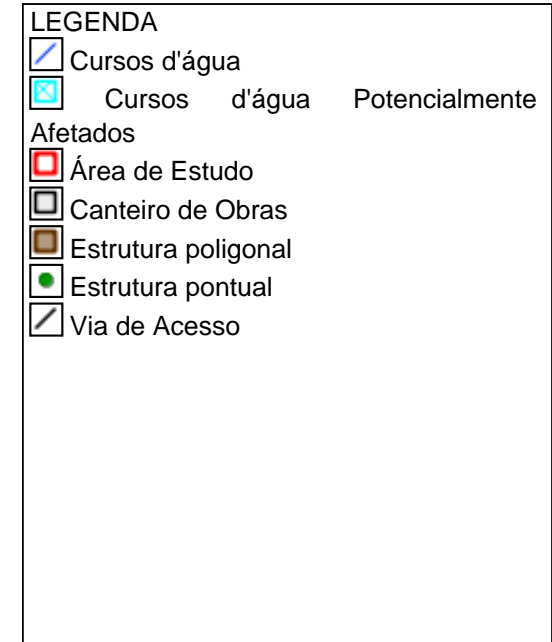 LEGENDA
Cursos d'água
Cursos d'água Potencialmente
Afetados
Área de Estudo
Canteiro de Obras
Estrutura poligonal
Estrutura pontual
Via de Acesso